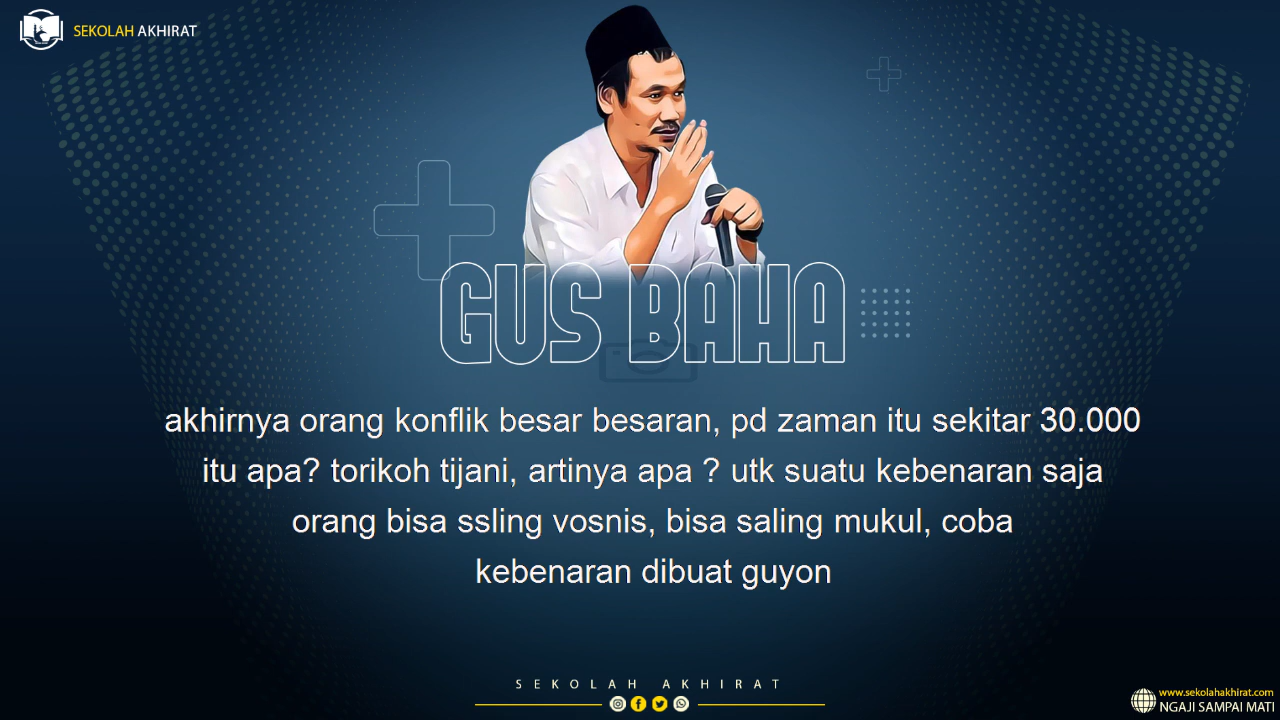 SEKOLAH AKHIRAT
GUS BAHA
akhirnya orang konflik besar besaran, pd zaman itu sekitar 30.000
itu apa? torikoh tijani, artinya apa ? utk suatu kebenaran saja
orang bisa ssling vosnis, bisa saling mukul, coba
kebenaran dibuat guyon
SEKOLAH AKHIRAT
www.sekolahakhirat.com
NGAJI SAMPAI MATI